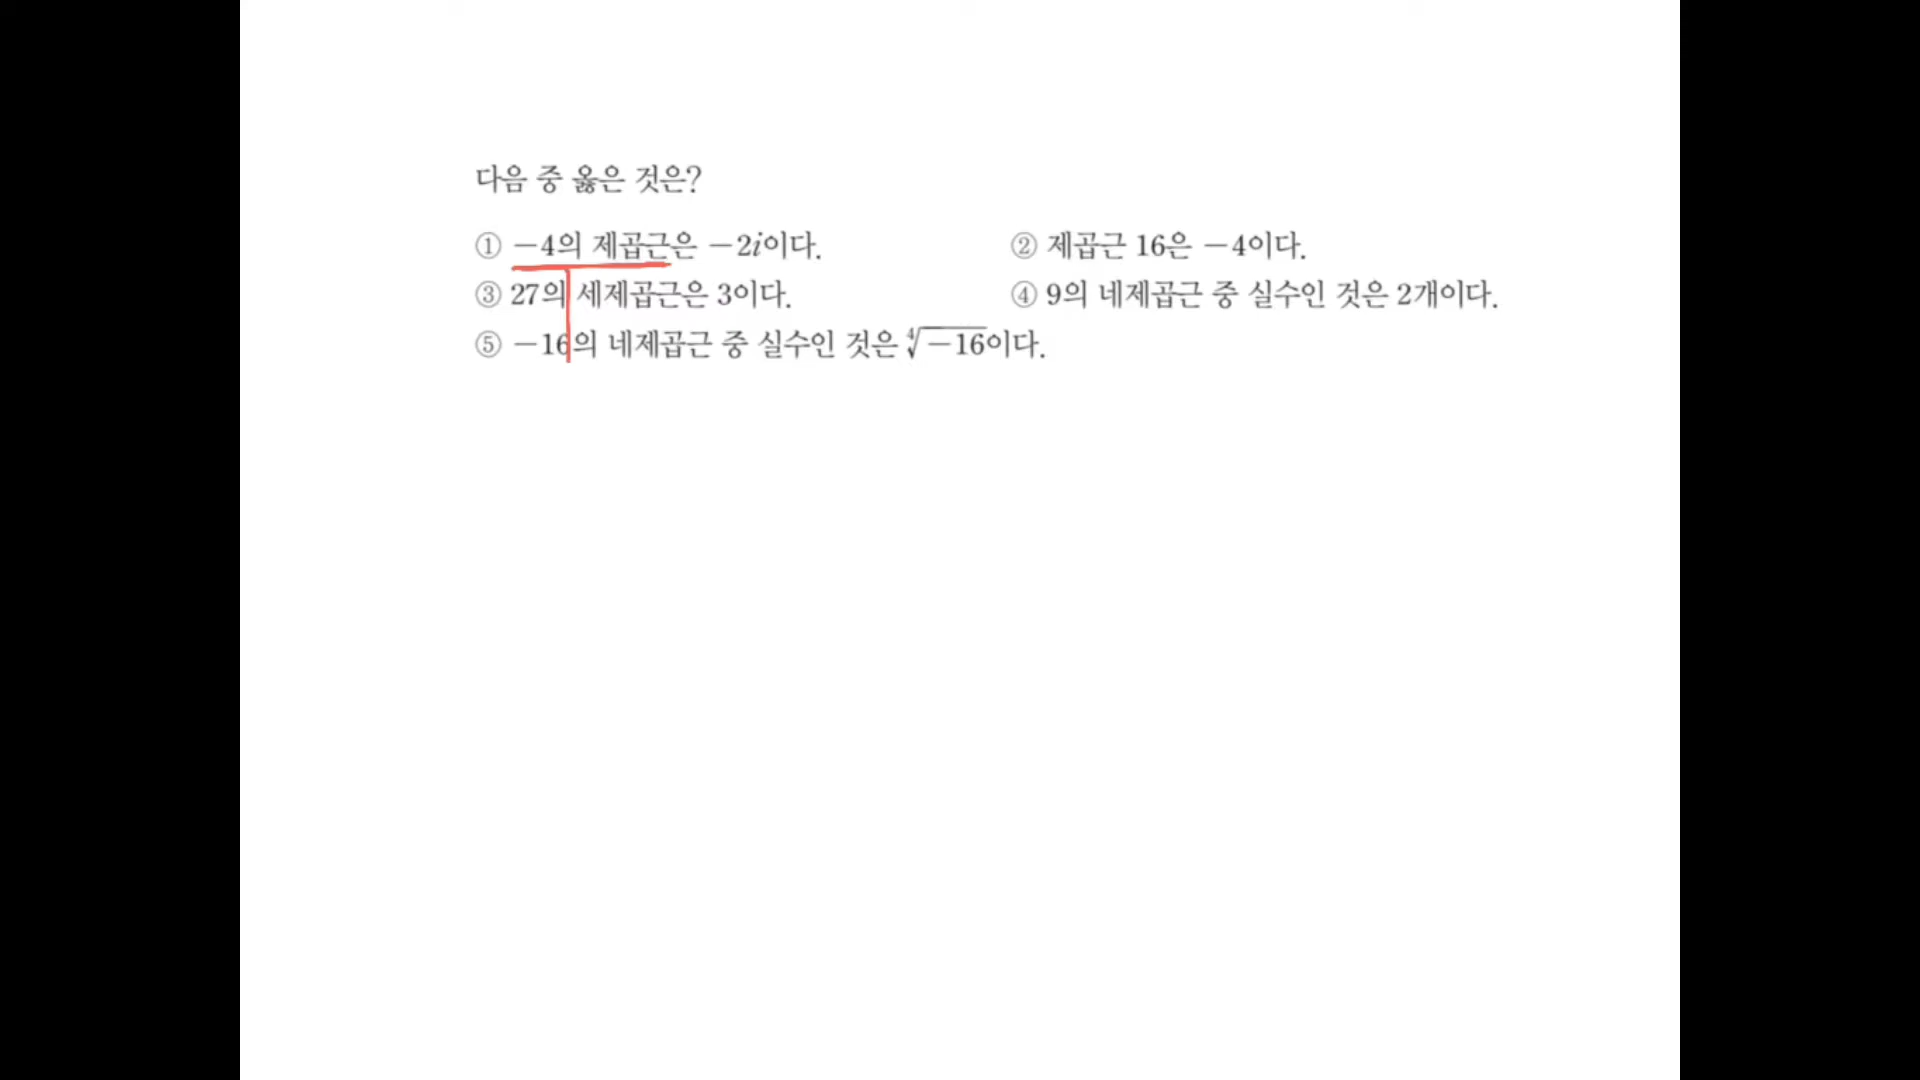 다음 중 옳은 것은?
① −4의 제곱근은 −2i이다. ② 제곱근 16은 −4이다.
③ 27의 세제곱근은 3이다. ④ 9의 네제곱근 중 실수인 것은 2개이다.
⑤ −16의 네제곱근 중 실수인 것은 ∜−16이다.